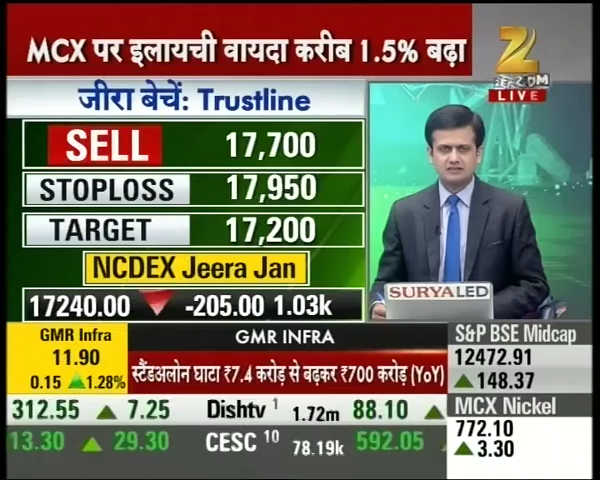 MCX पर इलायची वायदा करीब 1.5% बढ़ा
LIVE
जीरा बेचें: Trustline
SELL 17,700
STOPLOSS 17,950
TARGET 17,200
NCDEX Jeera Jan
17240.00 -205.00 1.03k
SURYA LED
GMR Infra
11.90
0.15 1.28%
GMR INFRA
स्टैंडअलोन घाटा ₹7.4 करोड़ से बढ़कर ₹700 करोड़ (YoY)
S&P BSE Midcap
12472.91
148.37
MCX Nickel
772.10
3.30
312.55 7.25 Dishtv 1 1.72m 88.10
13.30 29.30 CESC 10 78.19k 592.05